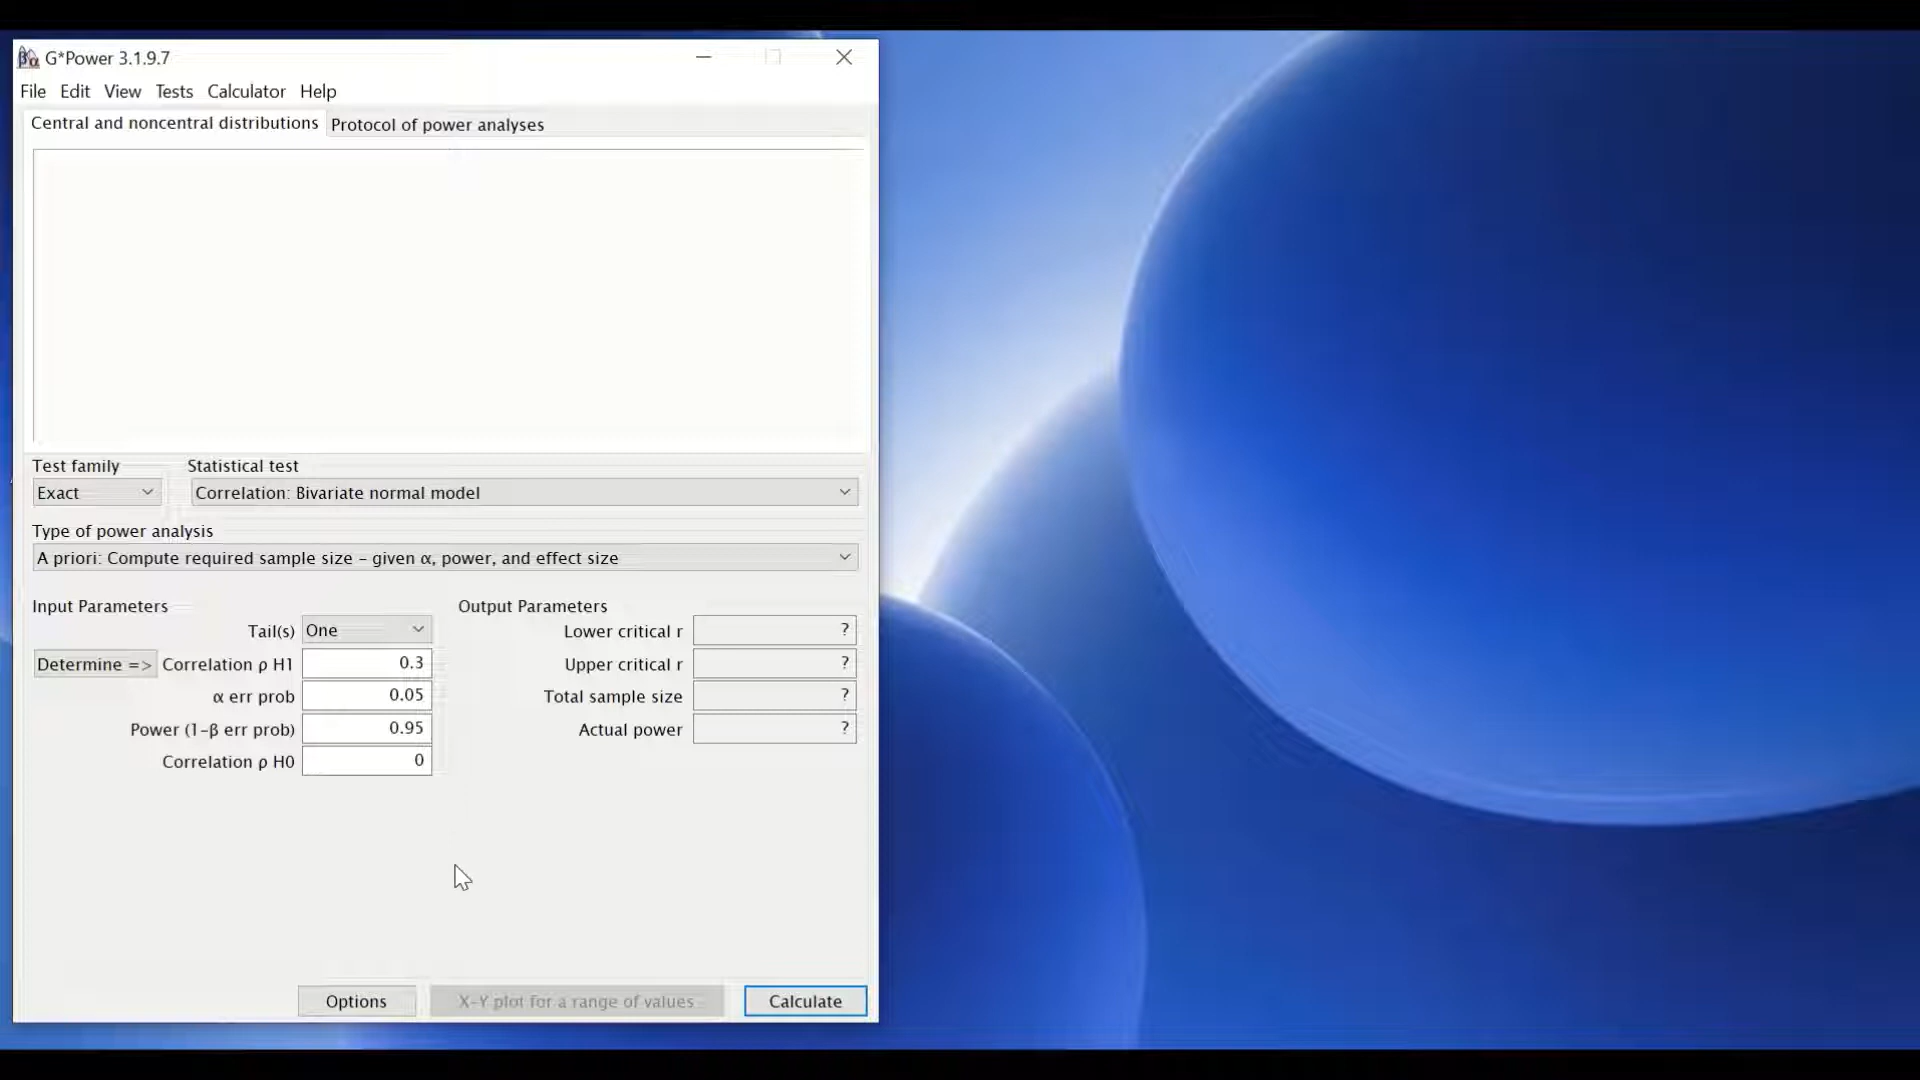 G*Power 3.1.9.7
File Edit View Tests Calculator Help
Central and noncentral distributions Protocol of power analyses
Test family Statistical test
Exact Correlation: Bivariate normal model
Type of power analysis
A priori: Compute required sample size - given α, power, and effect size
Input Parameters Output Parameters
Tail(s) One Lower critical r ?
Determine => Correlation ρ H1 0.3 Upper critical r ?
α err prob 0.05 Total sample size ?
Power (1-β err prob) 0.95 Actual power ?
Correlation ρ H0 0
Options X-Y plot for a range of values Calculate